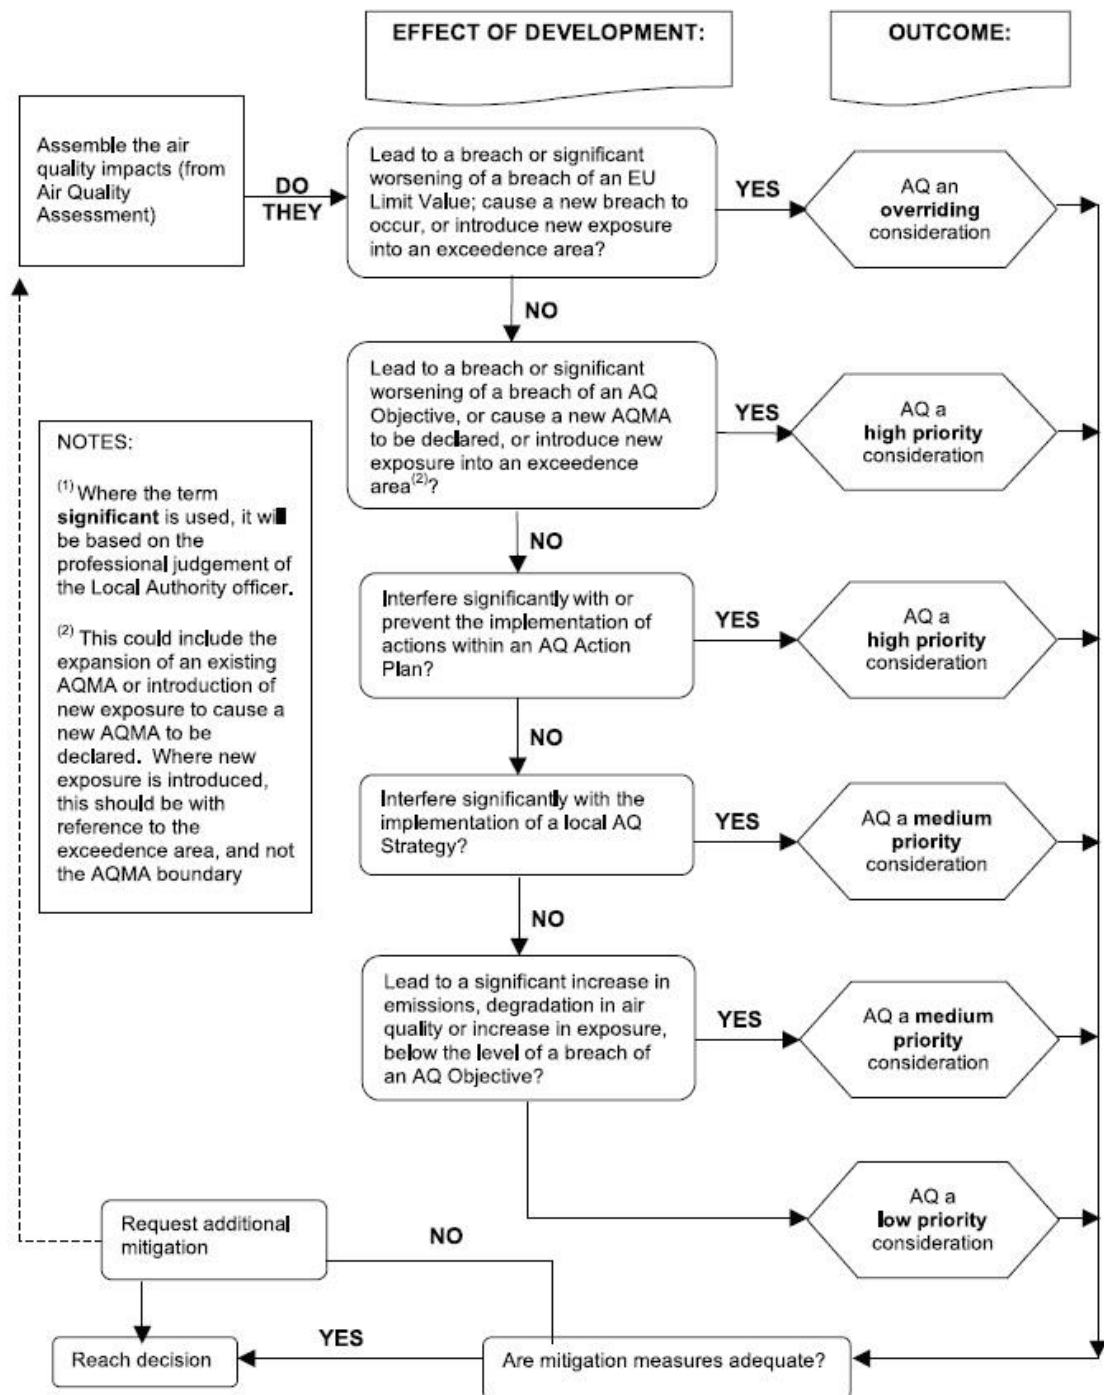 EFFECT OF DEVELOPMENT:
OUTCOME:
Assemble the air
quality impacts (from
Air Quality
Assessment)
DO
THEY
Lead to a breach or significant
worsening of a breach of an EU
Limit Value; cause a new breach to
occur, or introduce new exposure
into an exceedence area?
YES
AQ an
overriding
consideration
NO
Lead to a breach or significant
worsening of a breach of an AQ
Objective, or cause a new AQMA
to be declared, or introduce new
exposure into an exceedence
area(2)?
YES
AQ a
high priority
consideration
NOTES:
(1) Where the term
significant is used, it will
be based on the
professional judgement of
the Local Authority officer.
(2) This could include the
expansion of an existing
AQMA or introduction of
new exposure to cause a
new AQMA to be
declared. Where new
exposure is introduced,
this should be with
reference to the
exceedence area, and not
the AQMA boundary
NO
Interfere significantly with or
prevent the implementation of
actions within an AQ Action
Plan?
YES
AQ a
high priority
consideration
NO
Interfere significantly with the
implementation of a local AQ
Strategy?
YES
AQ a medium
priority
consideration
NO
Lead to a significant increase in
emissions, degradation in air
quality or increase in exposure,
below the level of a breach of
an AQ Objective?
YES
AQ a medium
priority
consideration
AQ a
low priority
consideration
Request additional
mitigation
NO
Reach decision
YES
Are mitigation measures adequate?